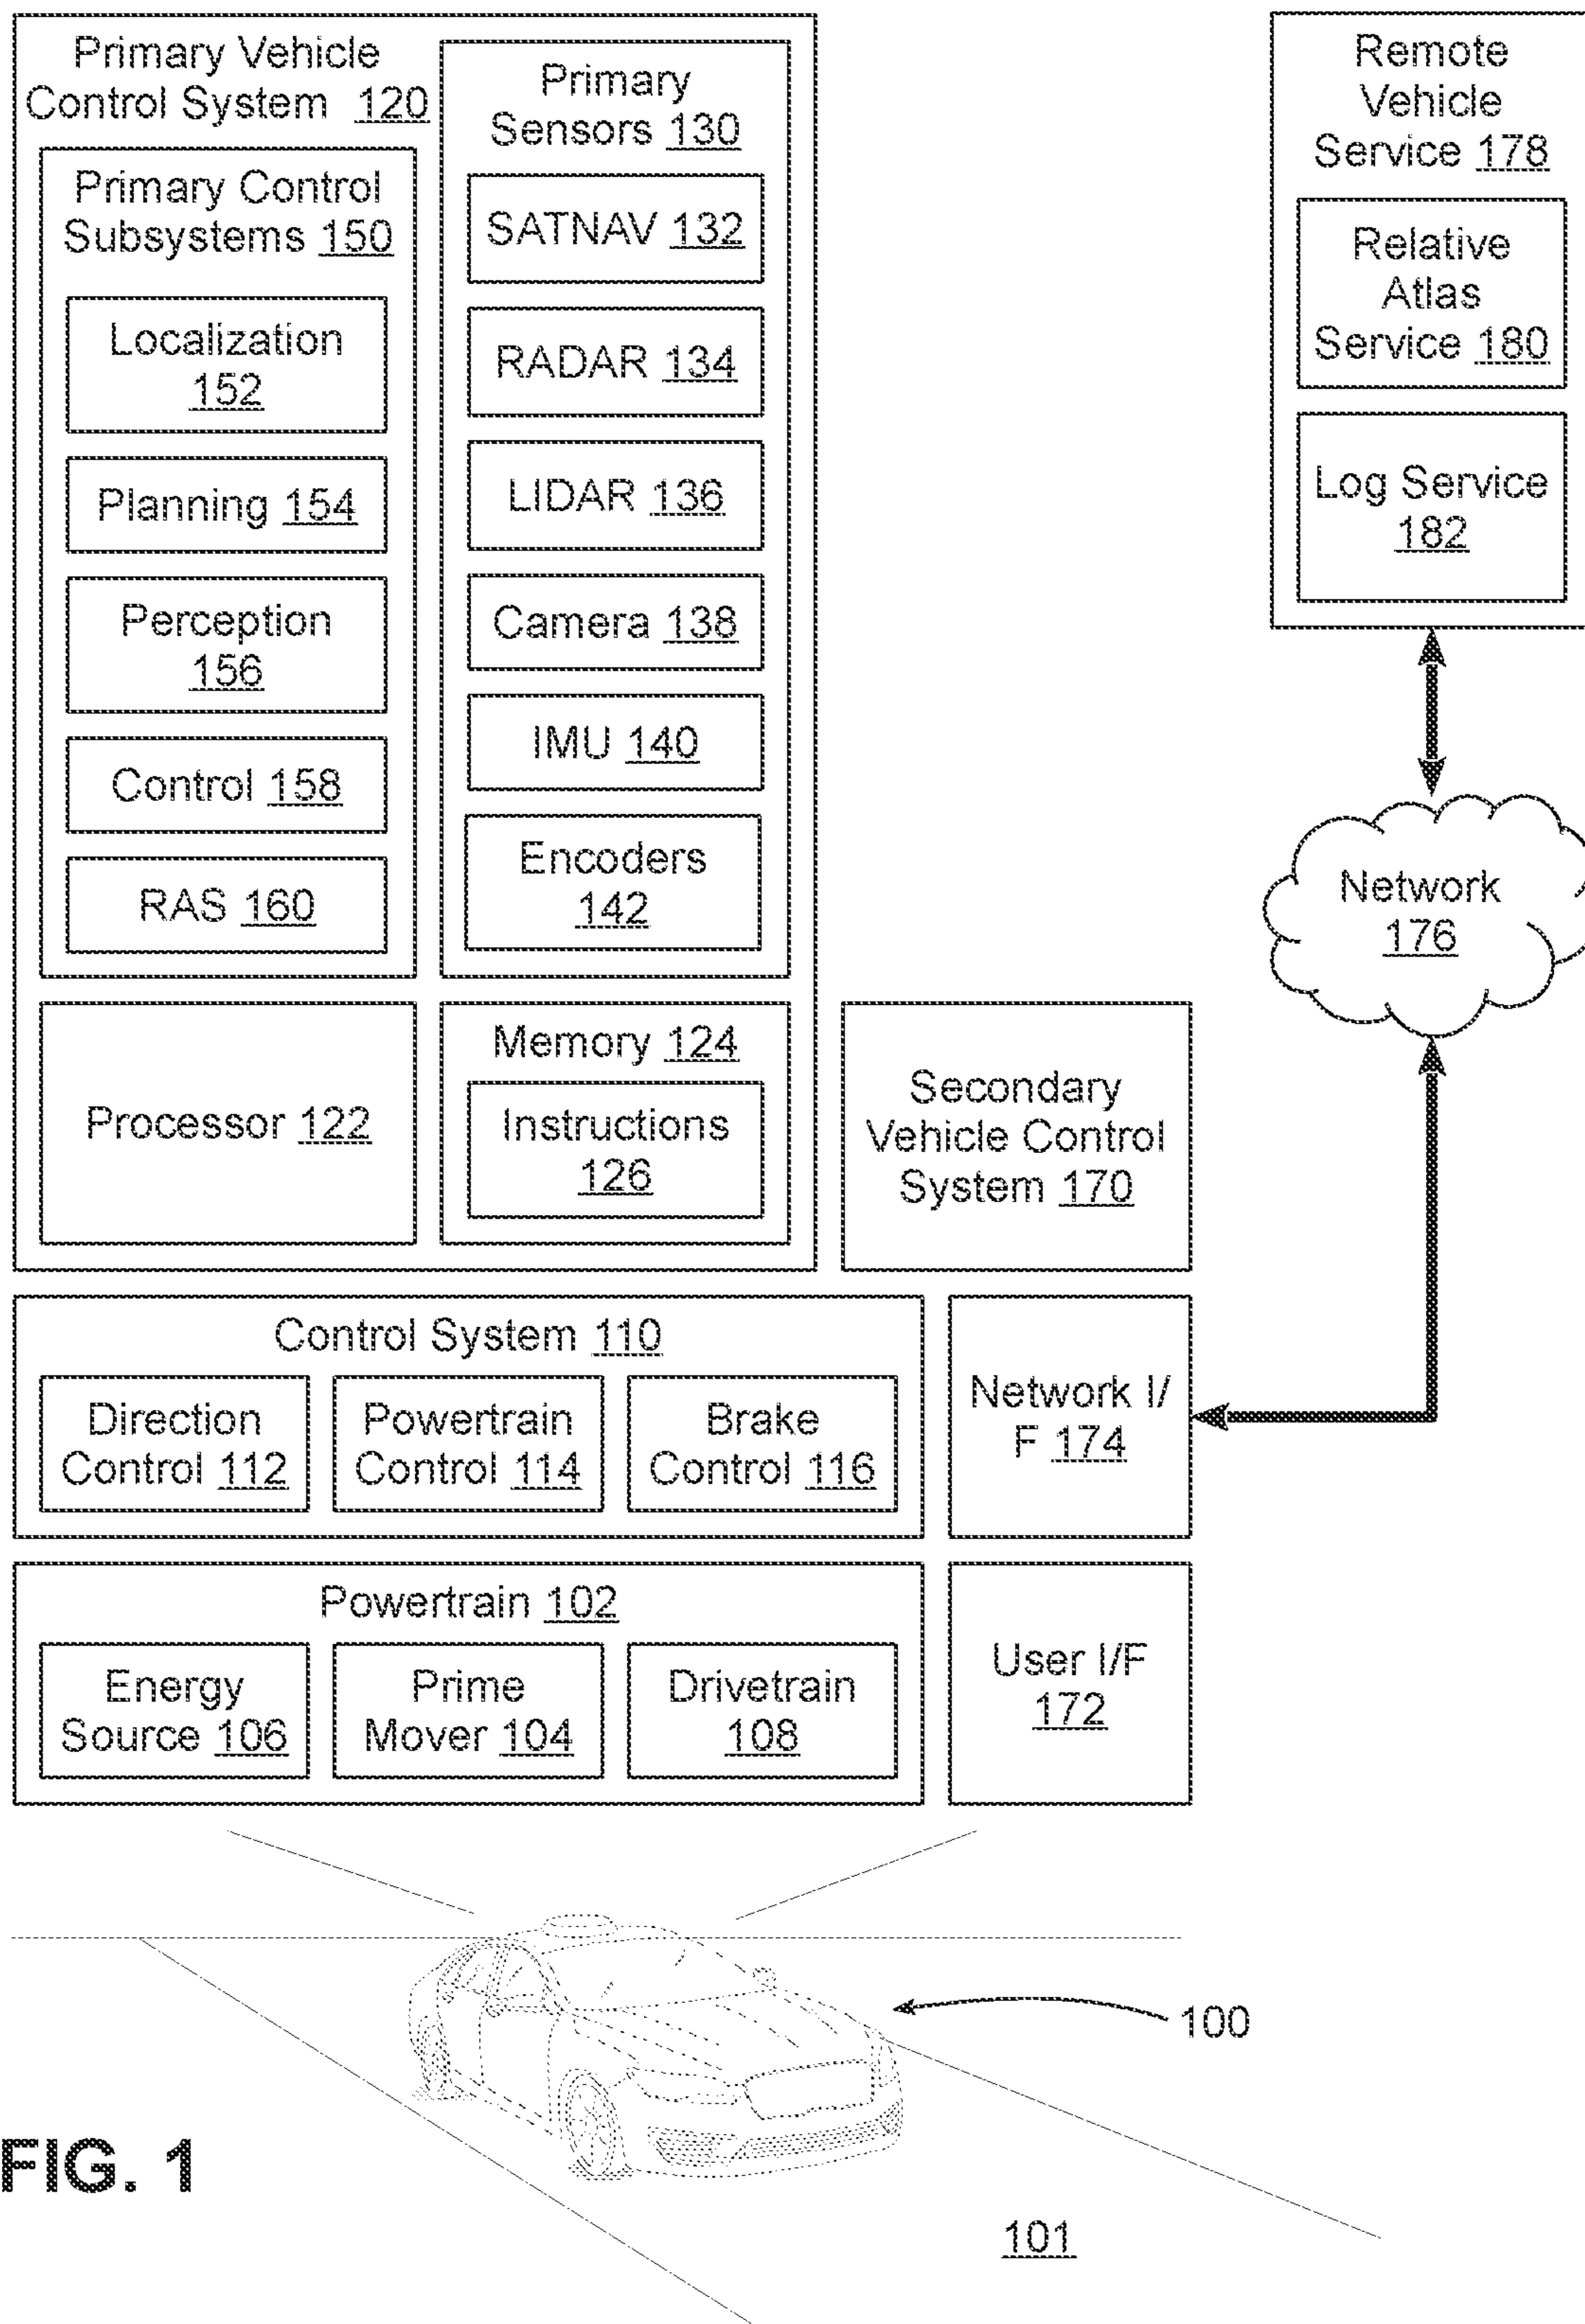 Primary Vehicle
Control System 120
Primary Control
Subsystems 150
Localization
152
Planning 154
Perception
156
Control 158
RAS 160
Primary
Sensors 130
SATNAV 132
RADAR 134
LIDAR 136
Camera 138
IMU 140
Encoders
142
Processor 122
Memory 124
Instructions
126
Secondary
Vehicle Control
System 170
Remote
Vehicle
Service 178
Relative
Atlas
Service 180
Log Service
182
Network
176
Control System 110
Direction
Control 112
Powertrain
Control 114
Brake
Control 116
Network I/
F 174
Powertrain 102
Energy
Source 106
Prime
Mover 104
Drivetrain
108
User I/F
172
100
FIG. 1
101